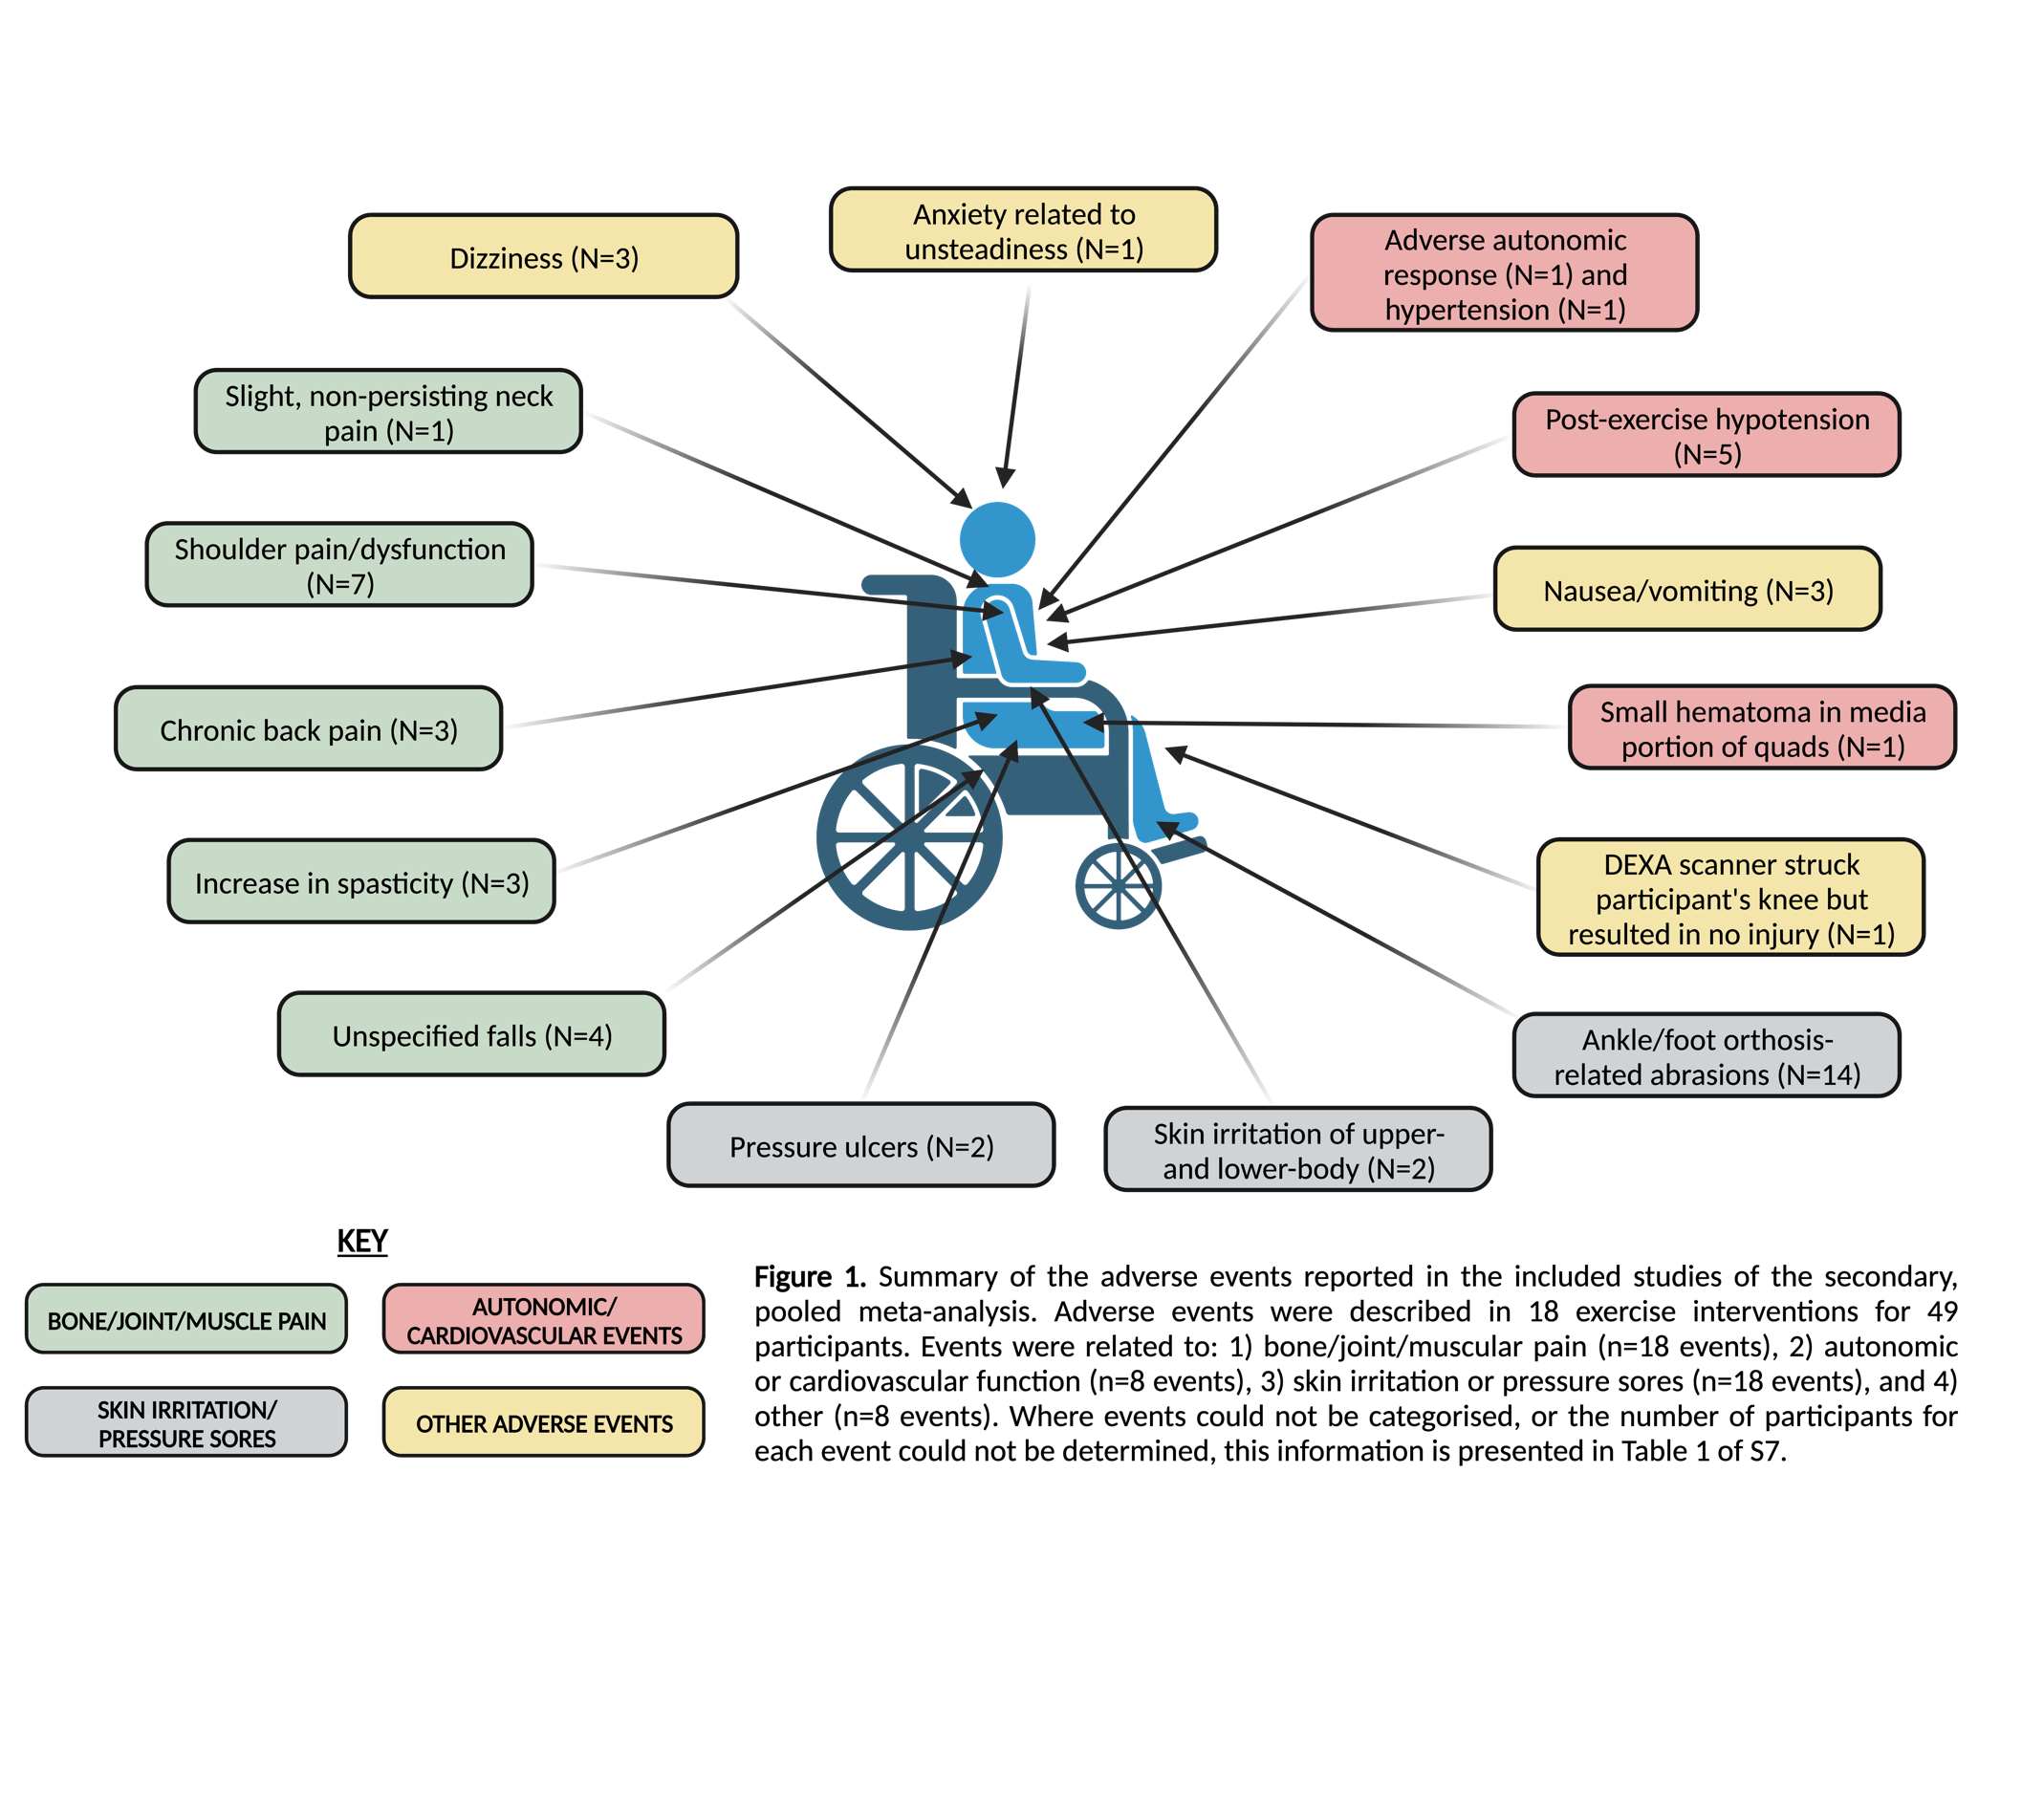 Anxiety related to
unsteadiness (N=1)
Dizziness (N=3)
Adverse autonomic
response (N=1) and
hypertension (N=1)
Slight, non-persisting neck
pain (N=1)
Post-exercise hypotension
(N=5)
Shoulder pain/dysfunction
(N=7)
Nausea/vomiting (N=3)
Chronic back pain (N=3)
Small hematoma in media
portion of quads (N=1)
Increase in spasticity (N=3)
DEXA scanner struck
participant's knee but
resulted in no injury (N=1)
Unspecified falls (N=4)
Ankle/foot orthosis-
related abrasions (N=14)
Pressure ulcers (N=2)
Skin irritation of upper-
and lower-body (N=2)
KEY
BONE/JOINT/MUSCLE PAIN
AUTONOMIC/
CARDIOVASCULAR EVENTS
SKIN IRRITATION/
PRESSURE SORES
OTHER ADVERSE EVENTS
Figure 1. Summary of the adverse events reported in the included studies of the secondary,
pooled meta-analysis. Adverse events were described in 18 exercise interventions for 49
participants. Events were related to: 1) bone/joint/muscular pain (n=18 events), 2) autonomic
or cardiovascular function (n=8 events), 3) skin irritation or pressure sores (n=18 events), and 4)
other (n=8 events). Where events could not be categorised, or the number of participants for
each event could not be determined, this information is presented in Table 1 of S7.